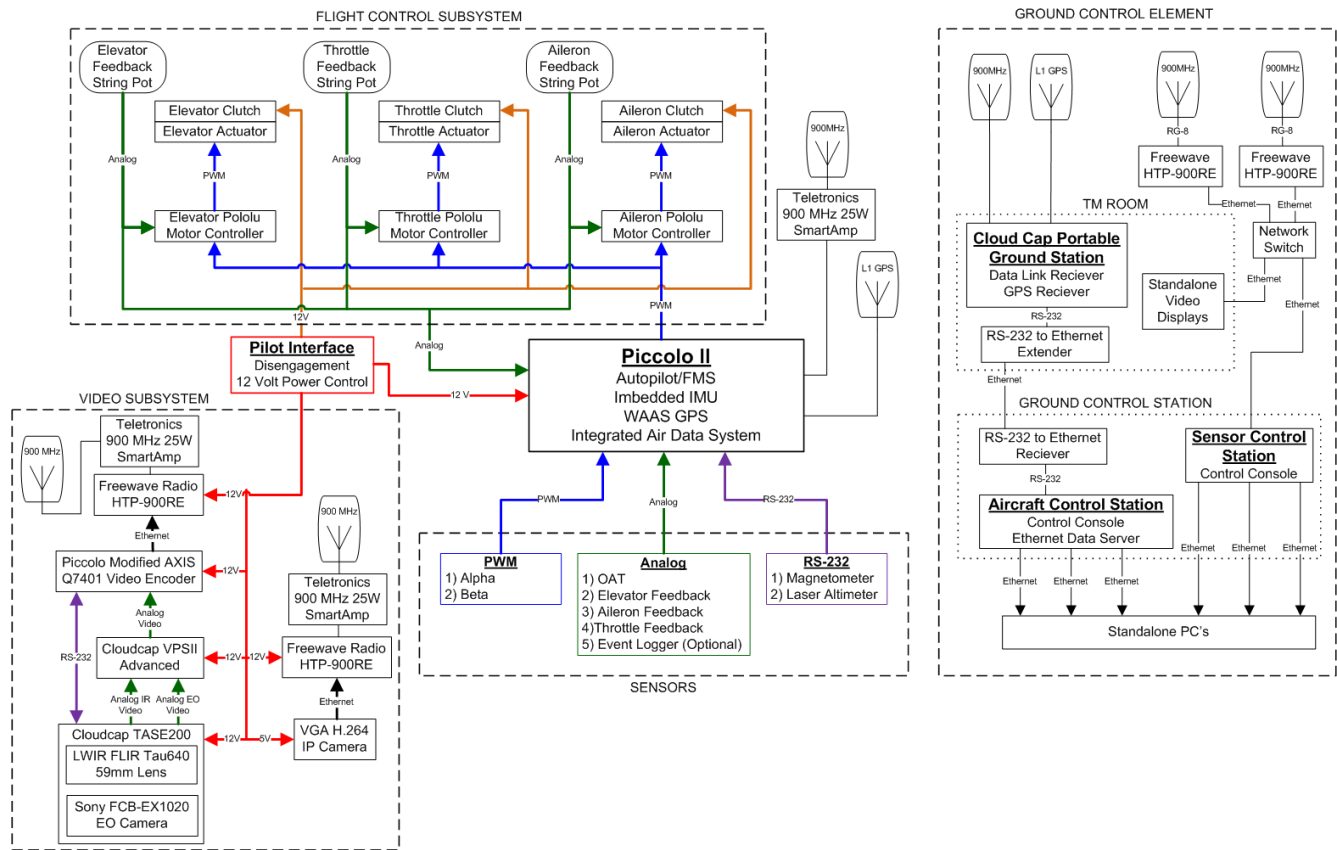 FLIGHT CONTROL SUBSYSTEM
Elevator
Feedback
String Pot
Throttle
Feedback
String Pot
Aileron
Feedback
String Pot
Elevator Clutch
Elevator Actuator
Throttle Clutch
Throttle Actuator
Aileron Clutch
Aileron Actuator
Analog
PWM
Analog
PWM
Analog
PWM
Elevator Pololu
Motor Controller
Throttle Pololu
Motor Controller
Aileron Pololu
Motor Controller
12V
Analog
PWM
900MHz
Teletronics
900 MHz 25W
SmartAmp
L1 GPS
Pilot Interface
Disengagement
12 Volt Power Control
12 V
Piccolo II
Autopilot/FMS
Imbedded IMU
WAAS GPS
Integrated Air Data System
PWM
Analog
RS-232
PWM
1) Alpha
2) Beta
Analog
1) OAT
2) Elevator Feedback
3) Aileron Feedback
4)Throttle Feedback
5) Event Logger (Optional)
RS-232
1) Magnetometer
2) Laser Altimeter
SENSORS
VIDEO SUBSYSTEM
900 MHz
Teletronics
900 MHz 25W
SmartAmp
Freewave Radio
HTP-900RE
12V
Ethernet
Piccolo Modified AXIS
Q7401 Video Encoder
12V
Analog
Video
RS-232
Cloudcap VPSII
Advanced
12V
12V
Analog IR
Video
Analog EO
Video
Cloudcap TASE200
LWIR FLIR Tau640
59mm Lens
Sony FCB-EX1020
EO Camera
12V
5V
900 MHz
Teletronics
900 MHz 25W
SmartAmp
Freewave Radio
HTP-900RE
Ethernet
VGA H.264
IP Camera
GROUND CONTROL ELEMENT
900MHz
L1 GPS
900MHz
900MHz
RG-8
RG-8
Freewave
HTP-900RE
Freewave
HTP-900RE
Ethernet
Ethernet
TM ROOM
Cloud Cap Portable
Ground Station
Data Link Reciever
GPS Reciever
Network
Switch
Ethernet
Ethernet
Standalone
Video
Displays
RS-232
RS-232 to Ethernet
Extender
Ethernet
GROUND CONTROL STATION
RS-232 to Ethernet
Reciever
RS-232
Aircraft Control Station
Control Console
Ethernet Data Server
Sensor Control
Station
Control Console
Ethernet
Ethernet
Ethernet
Ethernet
Ethernet
Ethernet
Standalone PC's